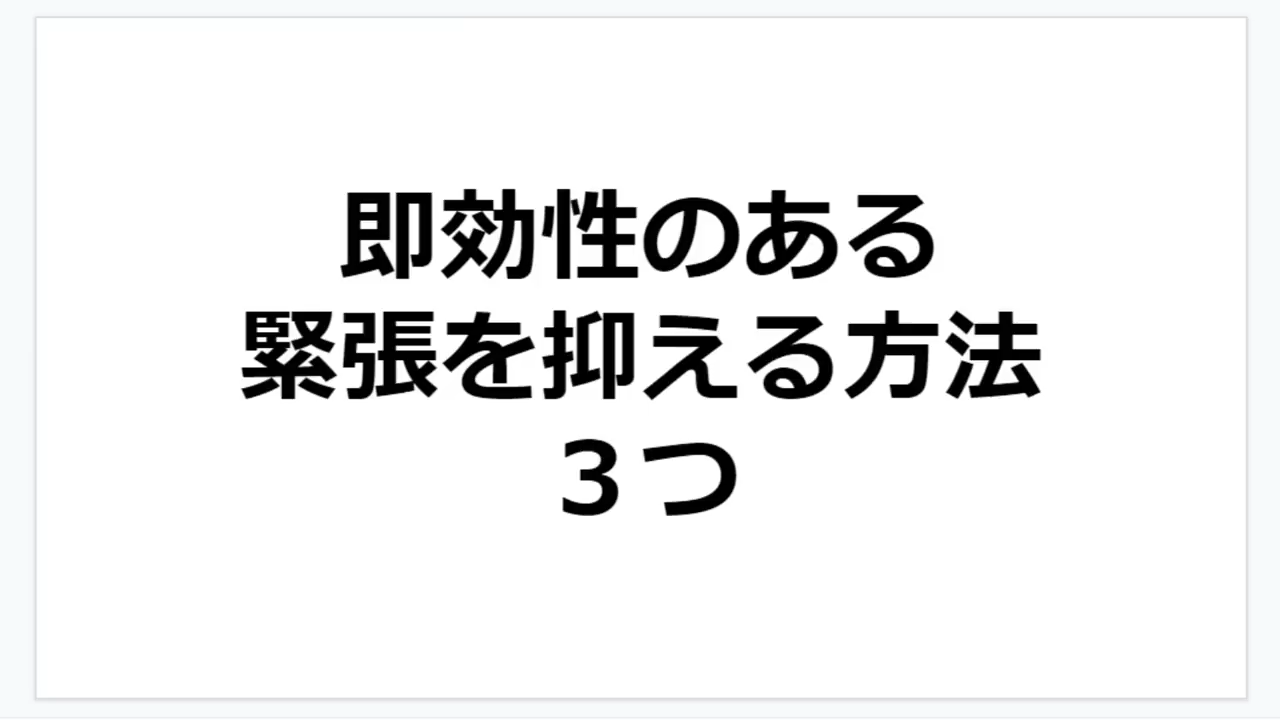 即効性のある
緊張を抑える方法
３つ